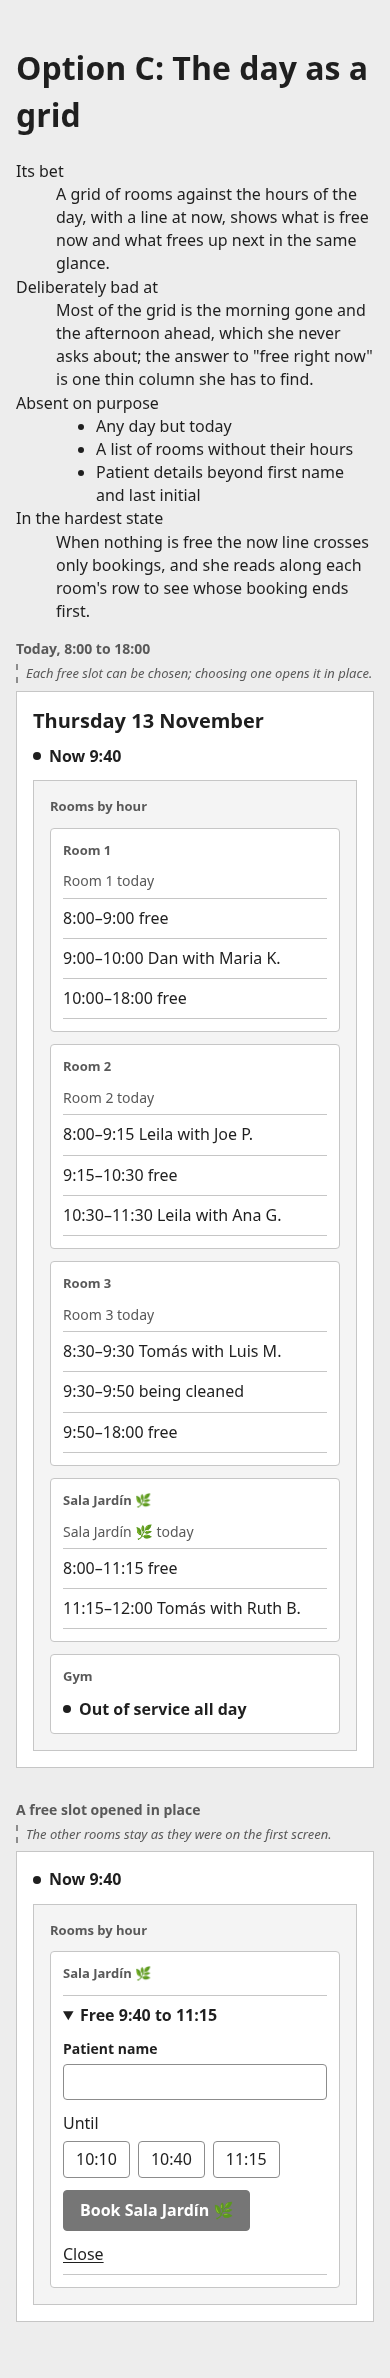 Option C: The day as a
grid
Its bet
A grid of rooms against the hours of the
day, with a line at now, shows what is free
now and what frees up next in the same
glance.
Deliberately bad at
Most of the grid is the morning gone and
the afternoon ahead, which she never
asks about; the answer to "free right now"
is one thin column she has to find.
Absent on purpose
• Any day but today
• A list of rooms without their hours
• Patient details beyond first name
and last initial
In the hardest state
When nothing is free the now line crosses
only bookings, and she reads along each
room's row to see whose booking ends
first.
Today, 8:00 to 18:00
Each free slot can be chosen; choosing one opens it in place.
Thursday 13 November
• Now 9:40
Rooms by hour
Room 1
Room 1 today
8:00–9:00 free
9:00–10:00 Dan with Maria K.
10:00–18:00 free
Room 2
Room 2 today
8:00–9:15 Leila with Joe P.
9:15–10:30 free
10:30–11:30 Leila with Ana G.
Room 3
Room 3 today
8:30–9:30 Tomás with Luis M.
9:30–9:50 being cleaned
9:50–18:00 free
Sala Jardín 🌿
Sala Jardín 🌿 today
8:00–11:15 free
11:15–12:00 Tomás with Ruth B.
Gym
• Out of service all day
A free slot opened in place
The other rooms stay as they were on the first screen.
• Now 9:40
Rooms by hour
Sala Jardín 🌿
▼ Free 9:40 to 11:15
Patient name
Until
10:10 10:40 11:15
Book Sala Jardín 🌿
Close